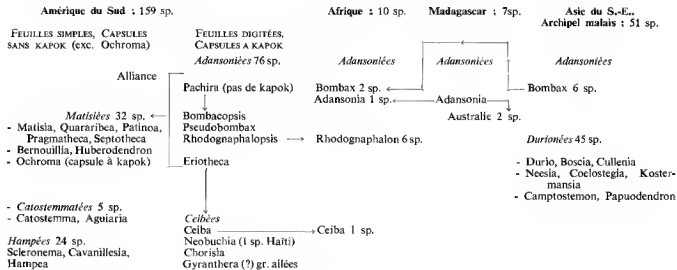 Amérique du Sud : 159 sp.
FEUILLES SIMPLES, CAPSULES
SANS KAPOK (exc. Ochroma)
FEUILLES DIGITÉES,
CAPSULES A KAPOK
Adansoniées 76 sp.
Alliance
Pachira (pas de kapok)
Matisiées 32 sp.
- Matisia, Quararibea, Patinoa,
Pragmatheca, Septotheca
- Bernouillia, Huberodendron
- Ochroma (capsule à kapok)
Bombacopsis
Pseudobombax
Rhodognaphalopsis
Eriotheca
- Catostemmatées 5 sp.
- Catostemma, Aguiaria
Hampées 24 sp.
Scleronema, Cavanillesia,
Hampea
Ceibées
Ceiba
Neobuchia (1 sp. Haïti)
Chorisia
Gyranthera (?) gr. ailées
Afrique : 10 sp.
Adansoniées
Bombax 2 sp.
Adansonia 1 sp.
Rhodognaphalon 6 sp.
Ceiba 1 sp.
Madagascar : 7sp.
Adansoniées
Adansonia
Australie 2 sp.
Asie du S.-E.,
Archipel malais : 51 sp.
Adansoniées
Bombax 6 sp.
Durionées 45 sp.
- Durio, Boscia, Cullenia
- Neesia, Coelostegia, Koster-
mansia
- Camptostemon, Papuodendron